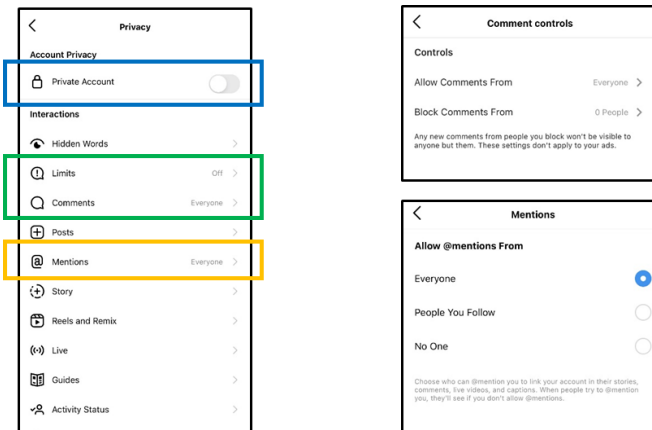 Privacy
Account Privacy
Private Account
Interactions
Hidden Words
Limits Off
Comments Everyone
Posts
Mentions Everyone
Story
Reels and Remix
Live
Guides
Activity Status
Comment controls
Controls
Allow Comments From Everyone
Block Comments From 0 People
Any new comments from people you block won't be visible to
anyone but them. These settings don't apply to your ads.
Mentions
Allow @mentions From
Everyone
People You Follow
No One
Choose who can @mention you to link your account in their stories,
comments, live videos, and captions. When people try to @mention
you, they'll see if you don't allow @mentions.